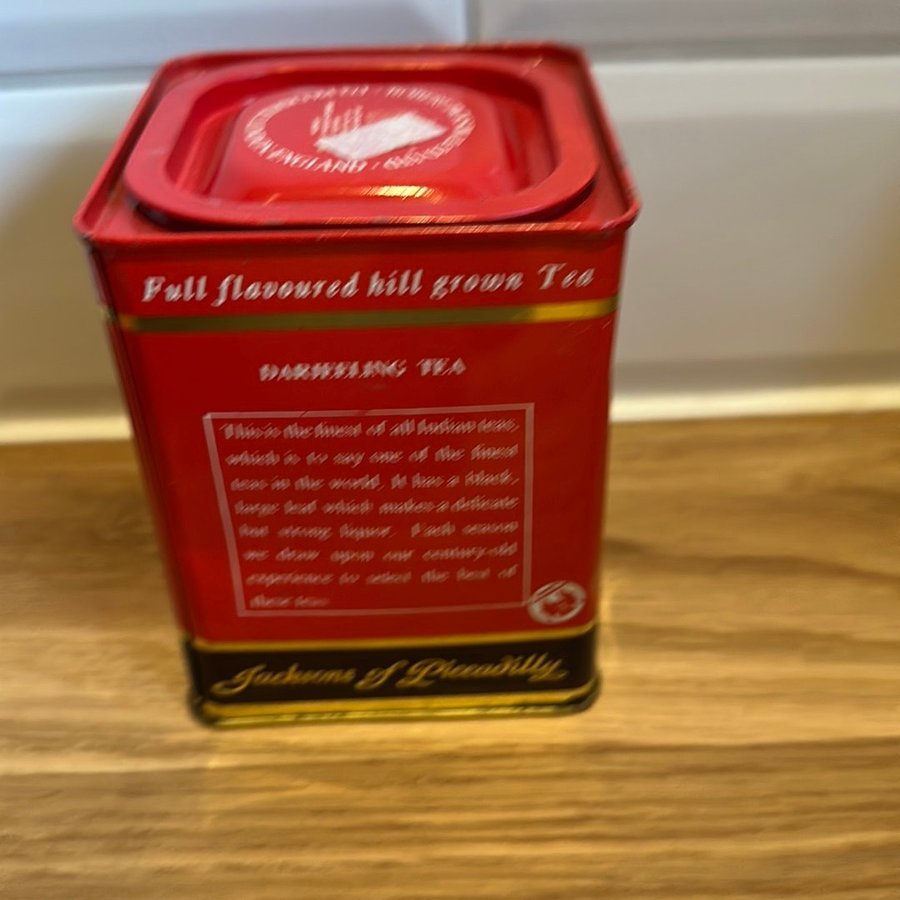 LONDON ENGLAND
Full flavoured hill grown Tea
DARJEELING TEA
This is the finest of all Indian teas,
which is to say one of the finest
teas in the world. It has a black,
large leaf which makes a delicate
but strong liquor. Each season
we draw upon our century-old
experience to select the best of
these teas.
Jacksons of Piccadilly